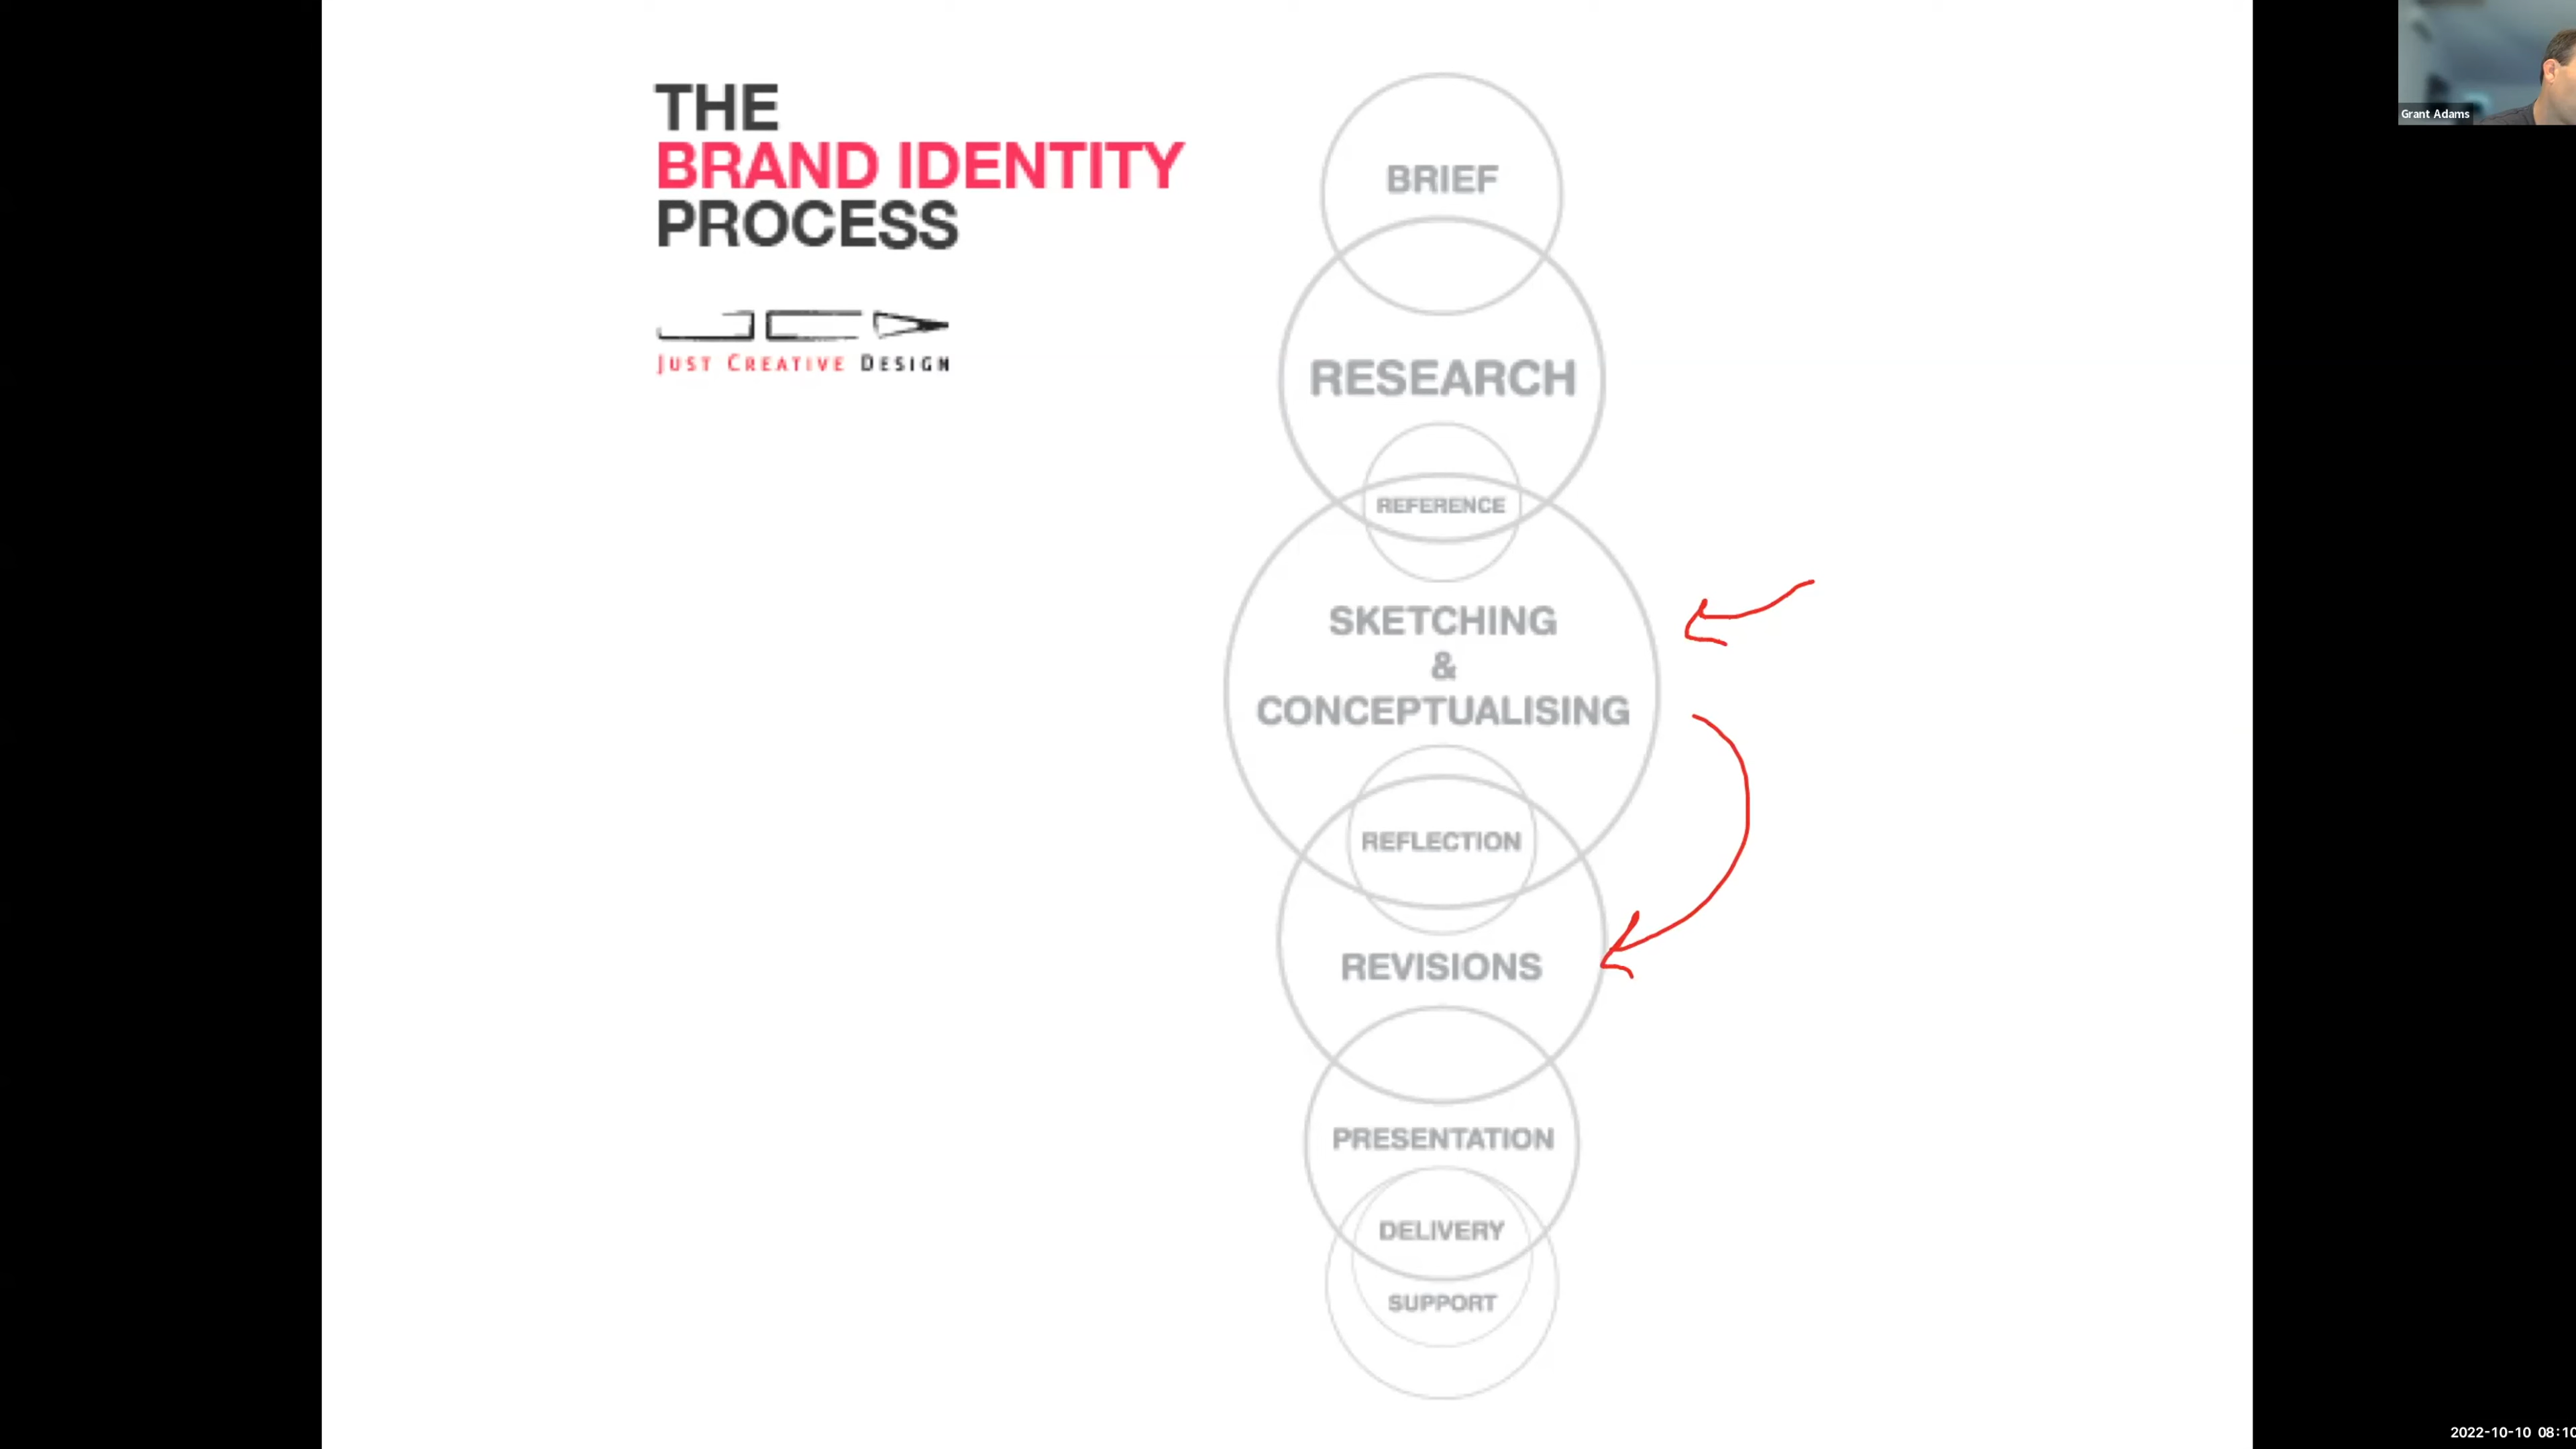 THE
BRAND IDENTITY
PROCESS
JUST CREATIVE DESIGN
BRIEF
RESEARCH
REFERENCE
SKETCHING
&
CONCEPTUALISING
REFLECTION
REVISIONS
PRESENTATION
DELIVERY
SUPPORT
Grant Adams
2022-10-10 08:10